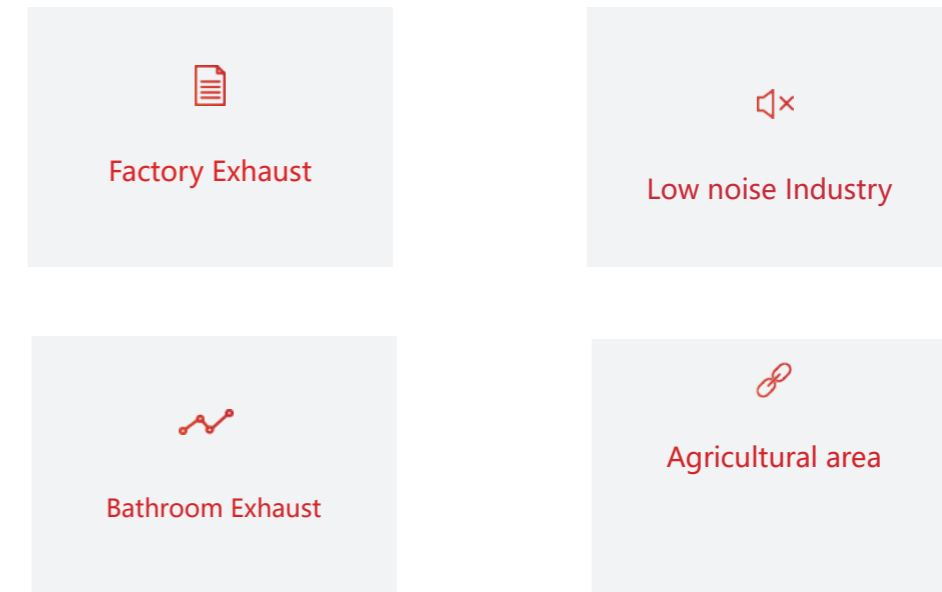 Factory Exhaust
Low noise Industry
Bathroom Exhaust
Agricultural area